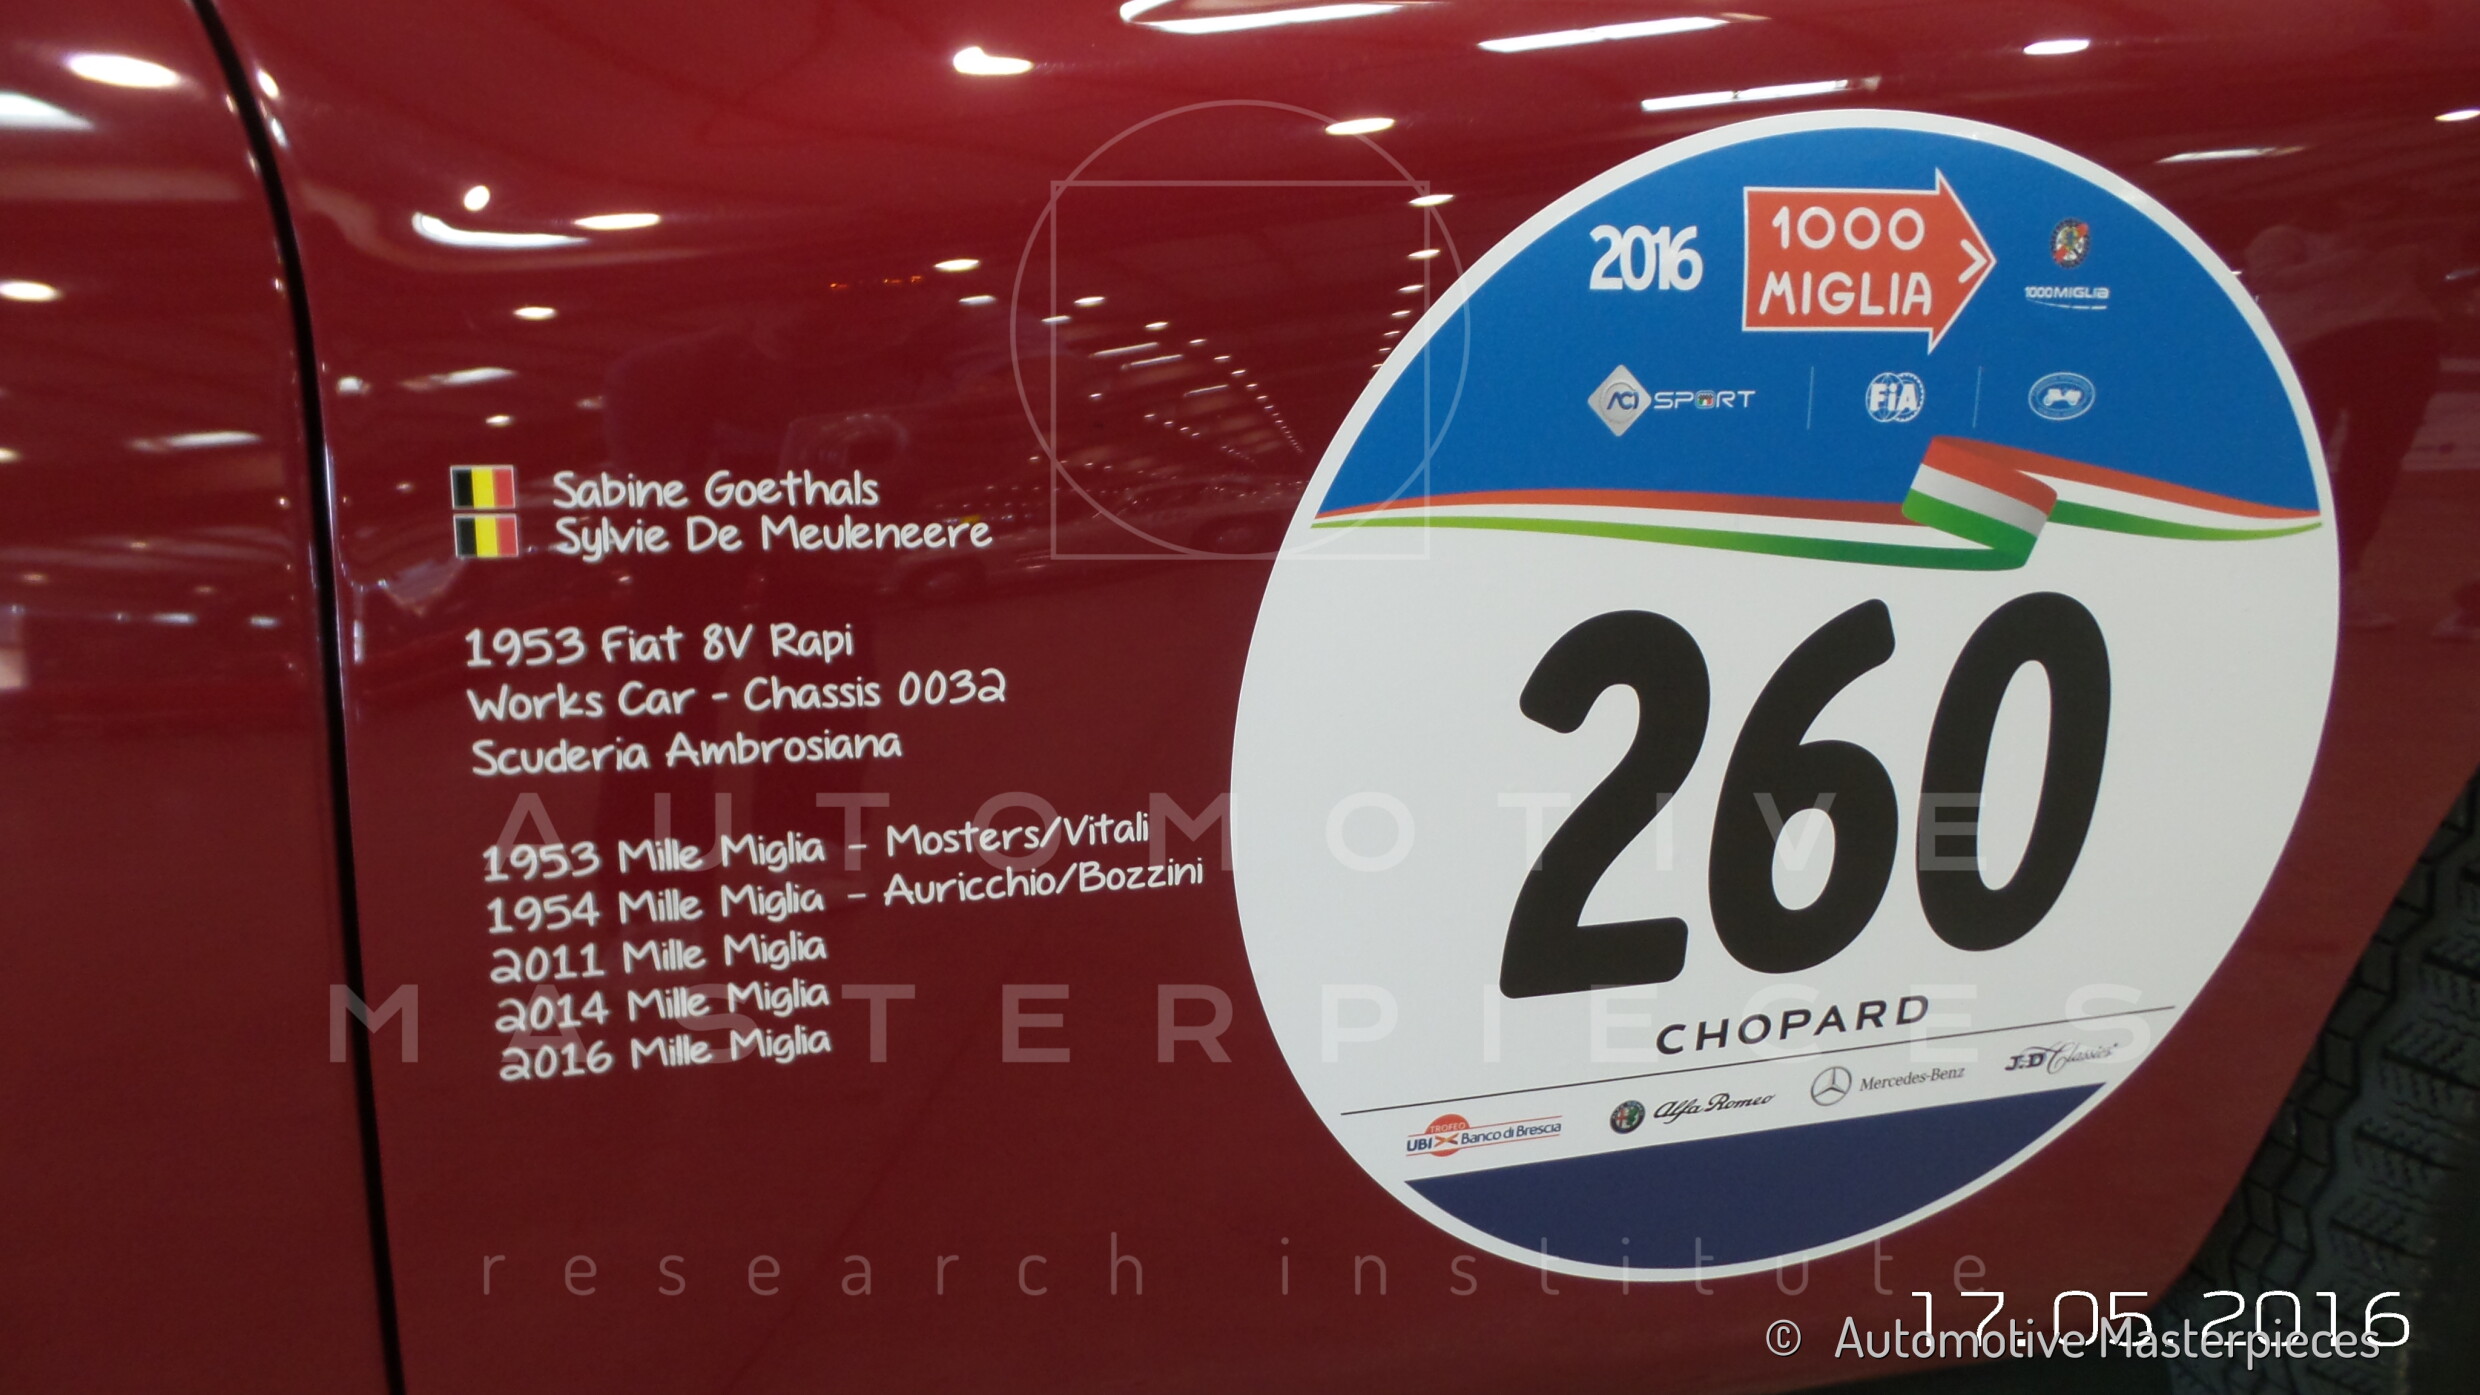 Sabine Goethals
Sylvie De Meuleneere
1953 Fiat 8V Rapi
Works Car - Chassis 0032
Scuderia Ambrosiana
1953 Mille Miglia - Mosters/Vitali
1954 Mille Miglia - Auricchio/Bozzini
2011 Mille Miglia
2014 Mille Miglia
2016 Mille Miglia
2016
1000
MIGLIA
1000MIGLIA
ACI SPORT
FiA
260
CHOPARD
TROFEO
UBI Banco di Brescia
Alfa Romeo
Mercedes-Benz
JD Classics
AUTOMOTIVE
MASTERPIECES
research institute
17.05.2016
© Automotive Masterpieces